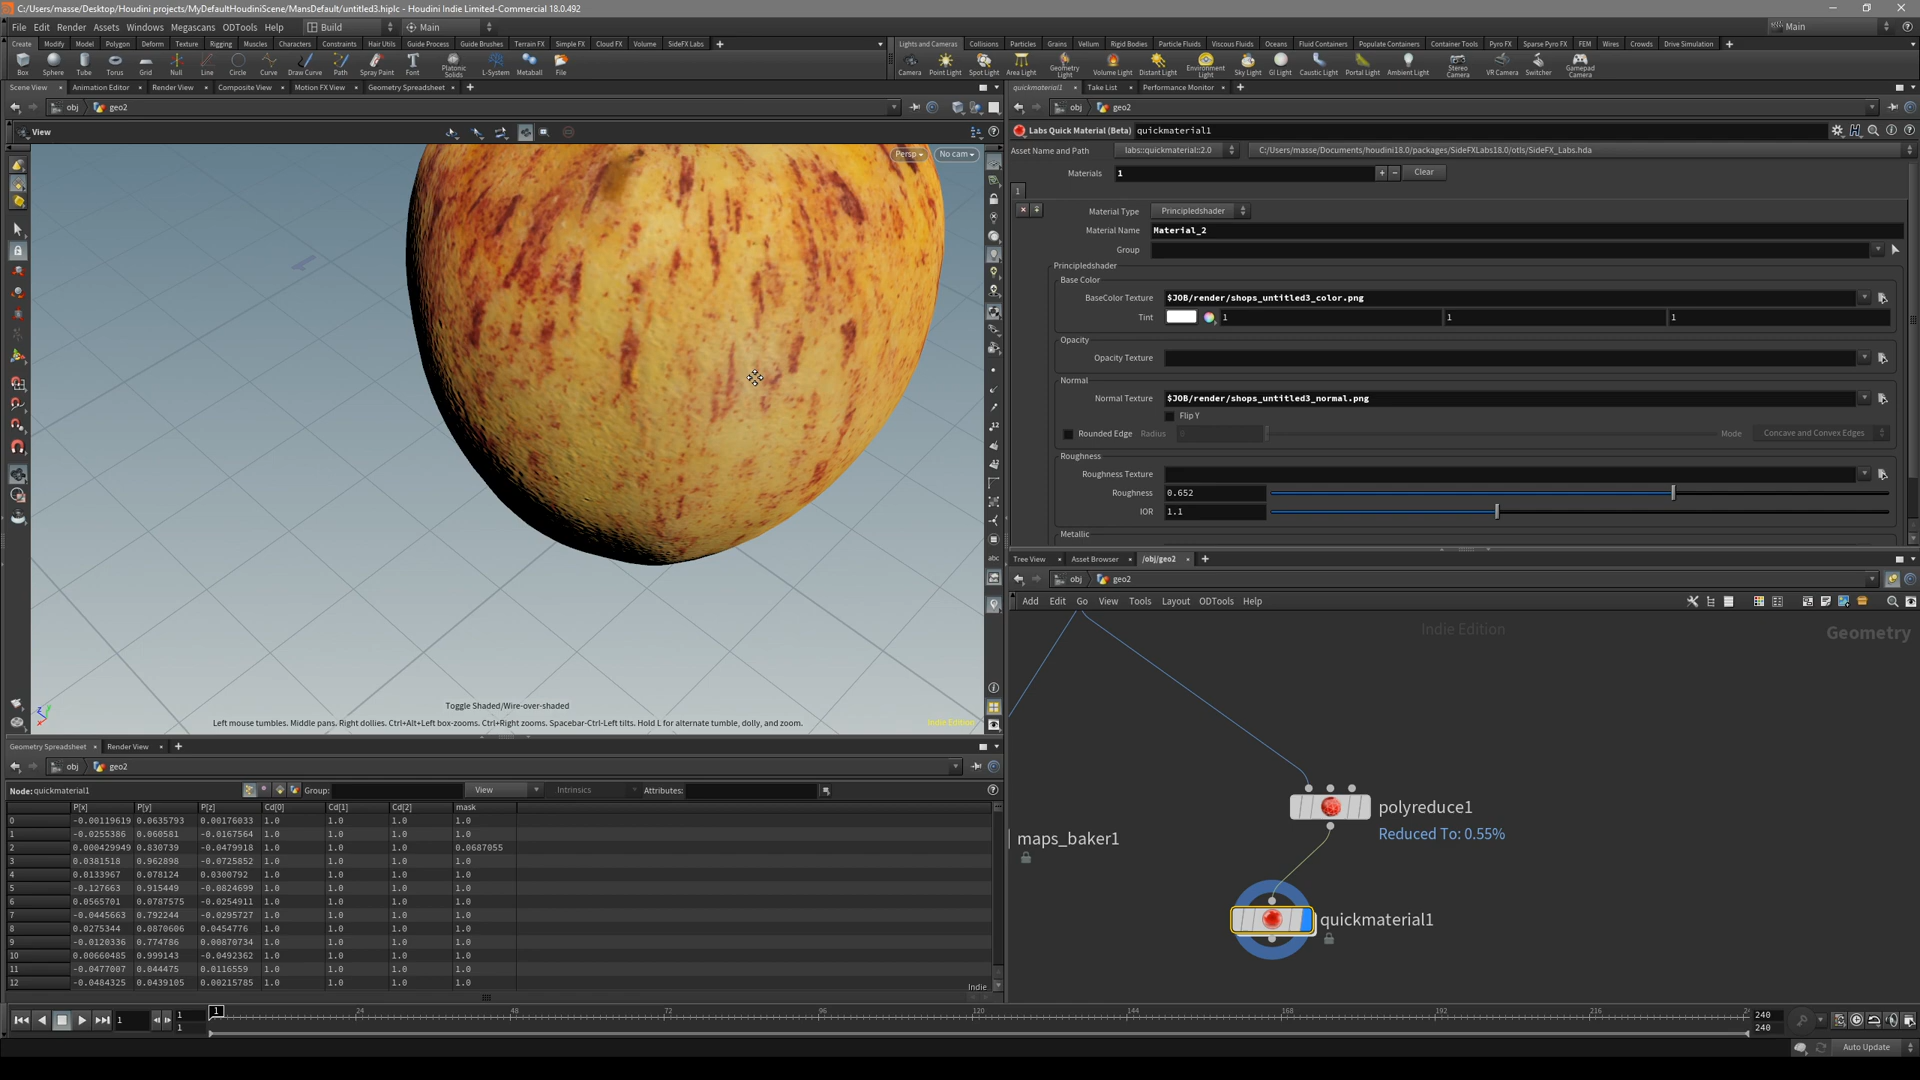 C:/Users/masse/Desktop/Houdini projects/MyDefaultHoudiniScene/MansDefault/untitled3.hiplc - Houdini Indie Limited-Commercial 18.0.492
File Edit Render Assets Windows Megascans ODTools Help Build Main Main
Create Modify Model Polygon Deform Texture Rigging Muscles Characters Constraints Hair Utils Guide Process Guide Brushes Terrain FX Simple FX Cloud FX Volume SideFX Labs
Lights and Cameras Collisions Particles Grains Vellum Rigid Bodies Particle Fluids Viscous Fluids Oceans Fluid Containers Populate Containers Container Tools Pyro FX Sparse Pyro FX FEM Wires Crowds Drive Simulation
Box Sphere Tube Torus Grid Null Line Circle Curve Draw Curve Path Spray Paint Font Platonic Solids L-System Metaball File
Camera Point Light Spot Light Area Light Geometry Light Volume Light Distant Light Environment Light Sky Light GI Light Caustic Light Portal Light Ambient Light Stereo Camera VR Camera Switcher Gamepad Camera
Scene View Animation Editor Render View Composite View Motion FX View Geometry Spreadsheet
obj geo2
View
Persp No cam
Toggle Shaded/Wire-over-shaded
Left mouse tumbles. Middle pans. Right dollies. Ctrl+Alt+Left box-zooms. Ctrl+Right zooms. Spacebar-Ctrl-Left tilts. Hold L for alternate tumble, dolly, and zoom.
Indie Edition
quickmaterial1 Take List Performance Monitor
obj geo2
Labs Quick Material (Beta) quickmaterial1
Asset Name and Path labs::quickmaterial::2.0 C:/Users/masse/Documents/houdini18.0/packages/SideFXLabs18.0/otls/SideFX_Labs.hda
Materials 1 Clear
1
Material Type Principledshader
Material Name Material_2
Group
Principledshader
Base Color
BaseColor Texture $JOB/render/shops_untitled3_color.png
Tint 1 1 1
Opacity
Opacity Texture
Normal
Normal Texture $JOB/render/shops_untitled3_normal.png
Flip Y
Rounded Edge Radius 0 Mode Concave and Convex Edges
Roughness
Roughness Texture
Roughness 0.652
IOR 1.1
Metallic
Tree View Asset Browser /obj/geo2
obj geo2
Add Edit Go View Tools Layout ODTools Help
Indie Edition
Geometry
polyreduce1
Reduced To: 0.55%
maps_baker1
quickmaterial1
Geometry Spreadsheet Render View
obj geo2
Node: quickmaterial1 Group: View Intrinsics Attributes:
P[x] P[y] P[z] Cd[0] Cd[1] Cd[2] mask
0 -0.00119619 0.0635793 0.00176033 1.0 1.0 1.0 1.0
1 -0.0255386 0.060581 -0.0167564 1.0 1.0 1.0 1.0
2 0.000429949 0.830739 -0.0479918 1.0 1.0 1.0 0.0687055
3 0.0381518 0.962898 -0.0725852 1.0 1.0 1.0 1.0
4 0.0133967 0.078124 0.0300792 1.0 1.0 1.0 1.0
5 -0.127663 0.915449 -0.0824699 1.0 1.0 1.0 1.0
6 0.0565701 0.0787575 -0.0254911 1.0 1.0 1.0 1.0
7 -0.0445663 0.792244 -0.0295727 1.0 1.0 1.0 1.0
8 0.0275344 0.0870606 0.0454776 1.0 1.0 1.0 1.0
9 -0.0120336 0.774786 0.00870734 1.0 1.0 1.0 1.0
10 0.00660485 0.999143 -0.0492362 1.0 1.0 1.0 1.0
11 -0.0477007 0.044475 0.0116559 1.0 1.0 1.0 1.0
12 -0.0484325 0.0439105 0.00215785 1.0 1.0 1.0 1.0
Indie
1 1 1 1 24 48 72 96 120 144 168 192 216 240 240
Auto Update